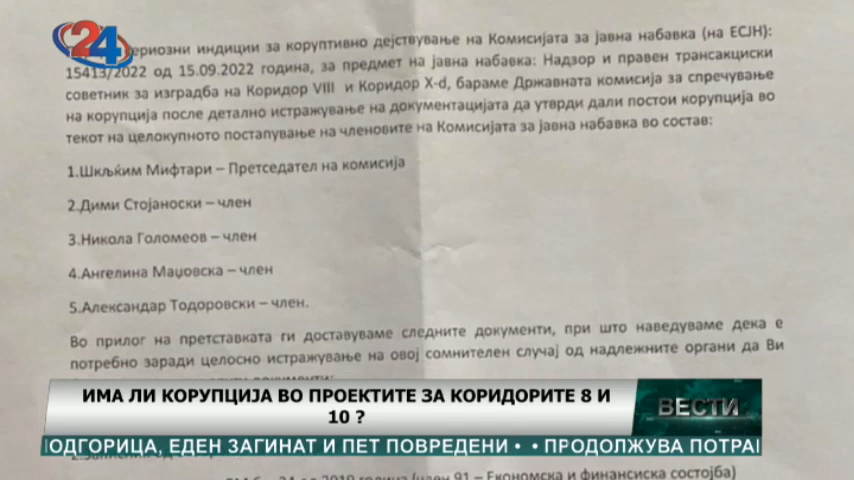 24
ериозни индиции за коруптивно дејствување на Комисијата за јавна набавка (на ЕСЈН):
15413/2022 од 15.09.2022 година, за предмет на јавна набавка: Надзор и правен трансакциски
советник за изградба на Коридор VIII и Коридор X-d, бараме Државната комисија за спречување
на корупција после детално истражување на документацијата да утврди дали постои корупција во
текот на целокупното постапување на членовите на Комисијата за јавна набавка во состав:
1.Шкљќим Мифтари – Претседател на комисија
2.Дими Стојаноски – член
3.Никола Голомеов – член
4.Ангелина Маџовска – член
5.Александар Тодоровски – член.
Во прилог на претставката ги доставуваме следните документи, при што наведуваме дека е
потребно заради целосно истражување на овој сомнителен случај од надлежните органи да Ви
ИМА ЛИ КОРУПЦИЈА ВО ПРОЕКТИТЕ ЗА КОРИДОРИТЕ 8 И
10 ?
ВЕСТИ
ПОДГОРИЦА, ЕДЕН ЗАГИНАТ И ПЕТ ПОВРЕДЕНИ • • ПРОДОЛЖУВА ПОТРА
2019 година (член 91 – Економска и финансиска состојба)